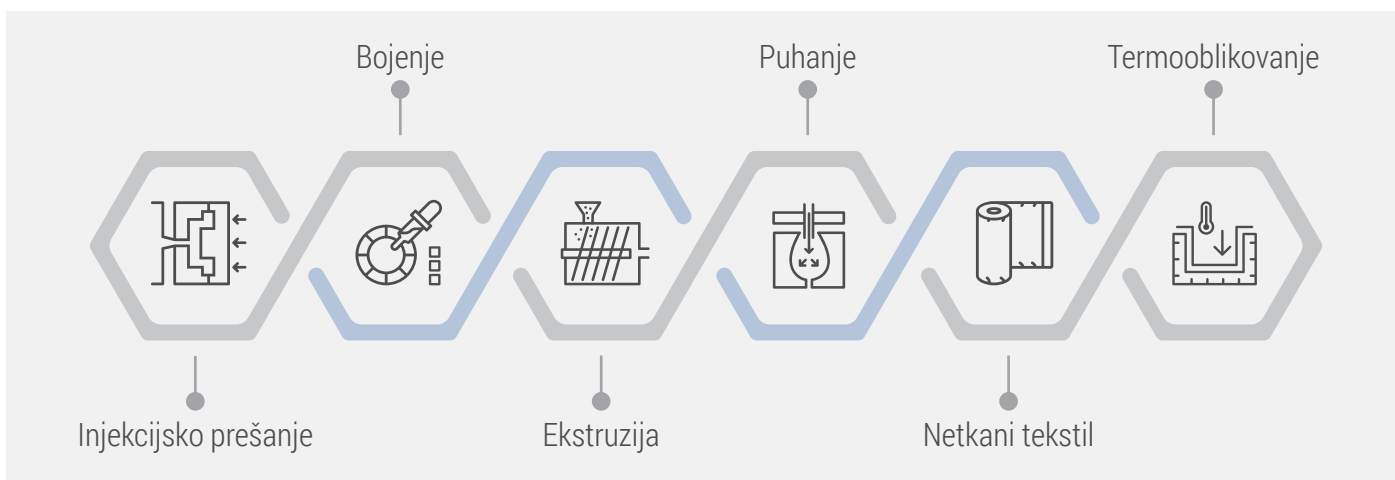 Bojenje
Puhanje
Termooblikovanje
Injekcijsko prešanje
Ekstruzija
Netkani tekstil